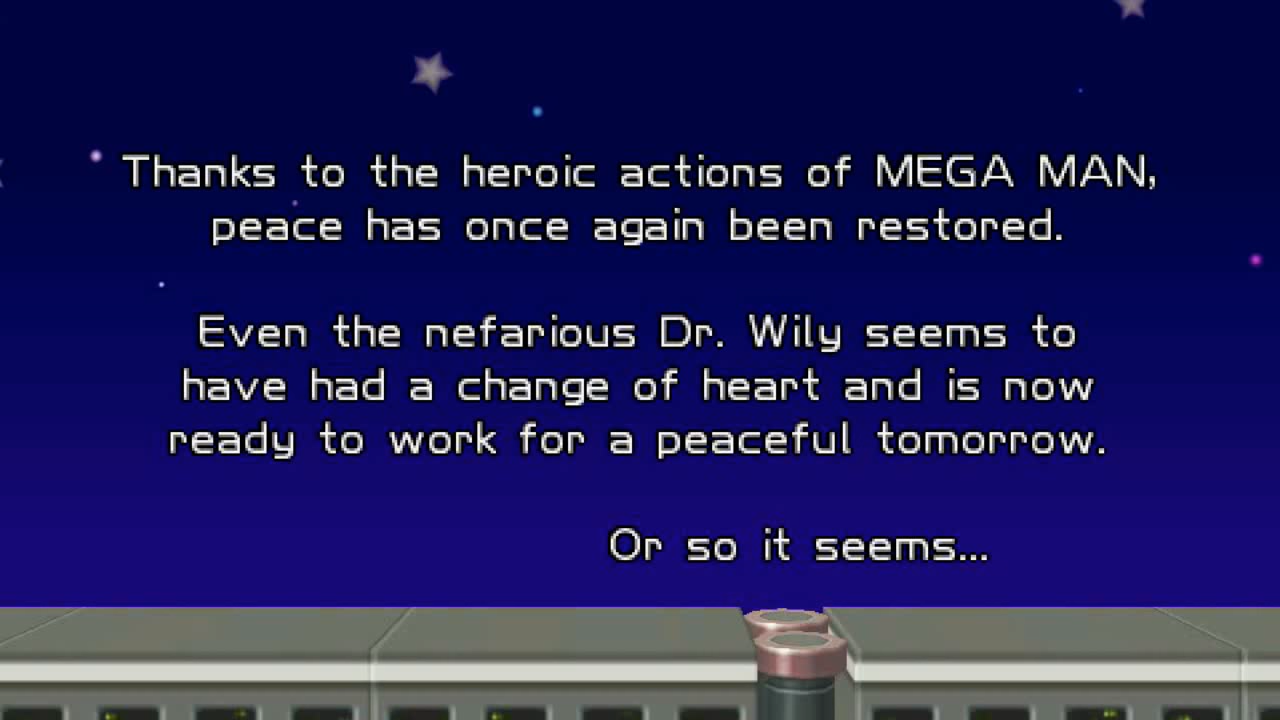 Thanks to the heroic actions of MEGA MAN,
peace has once again been restored.
Even the nefarious Dr. Wily seems to
have had a change of heart and is now
ready to work for a peaceful tomorrow.
Or so it seems...